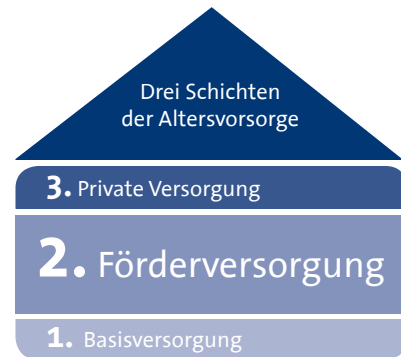 Drei Schichten
der Altersvorsorge
3. Private Versorgung
2. Förderversorgung
1. Basisversorgung